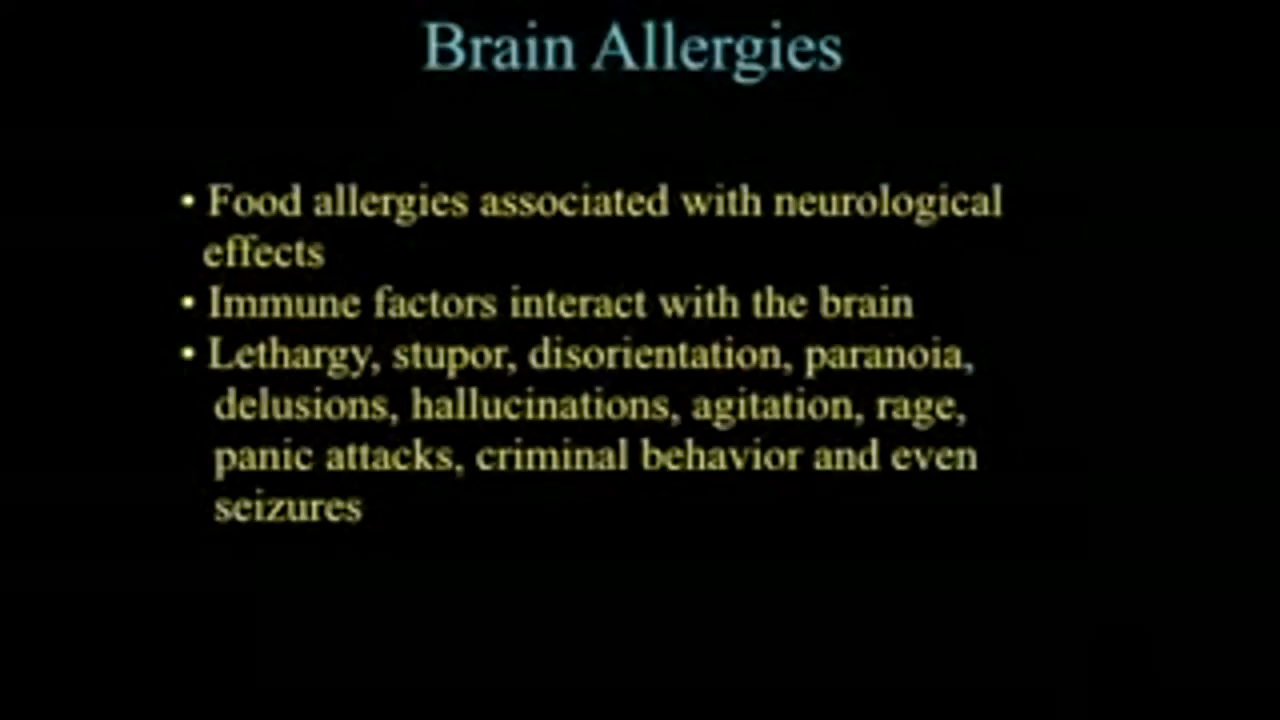 Brain Allergies
• Food allergies associated with neurological
effects
• Immune factors interact with the brain
• Lethargy, stupor, disorientation, paranoia,
delusions, hallucinations, agitation, rage,
panic attacks, criminal behavior and even
seizures